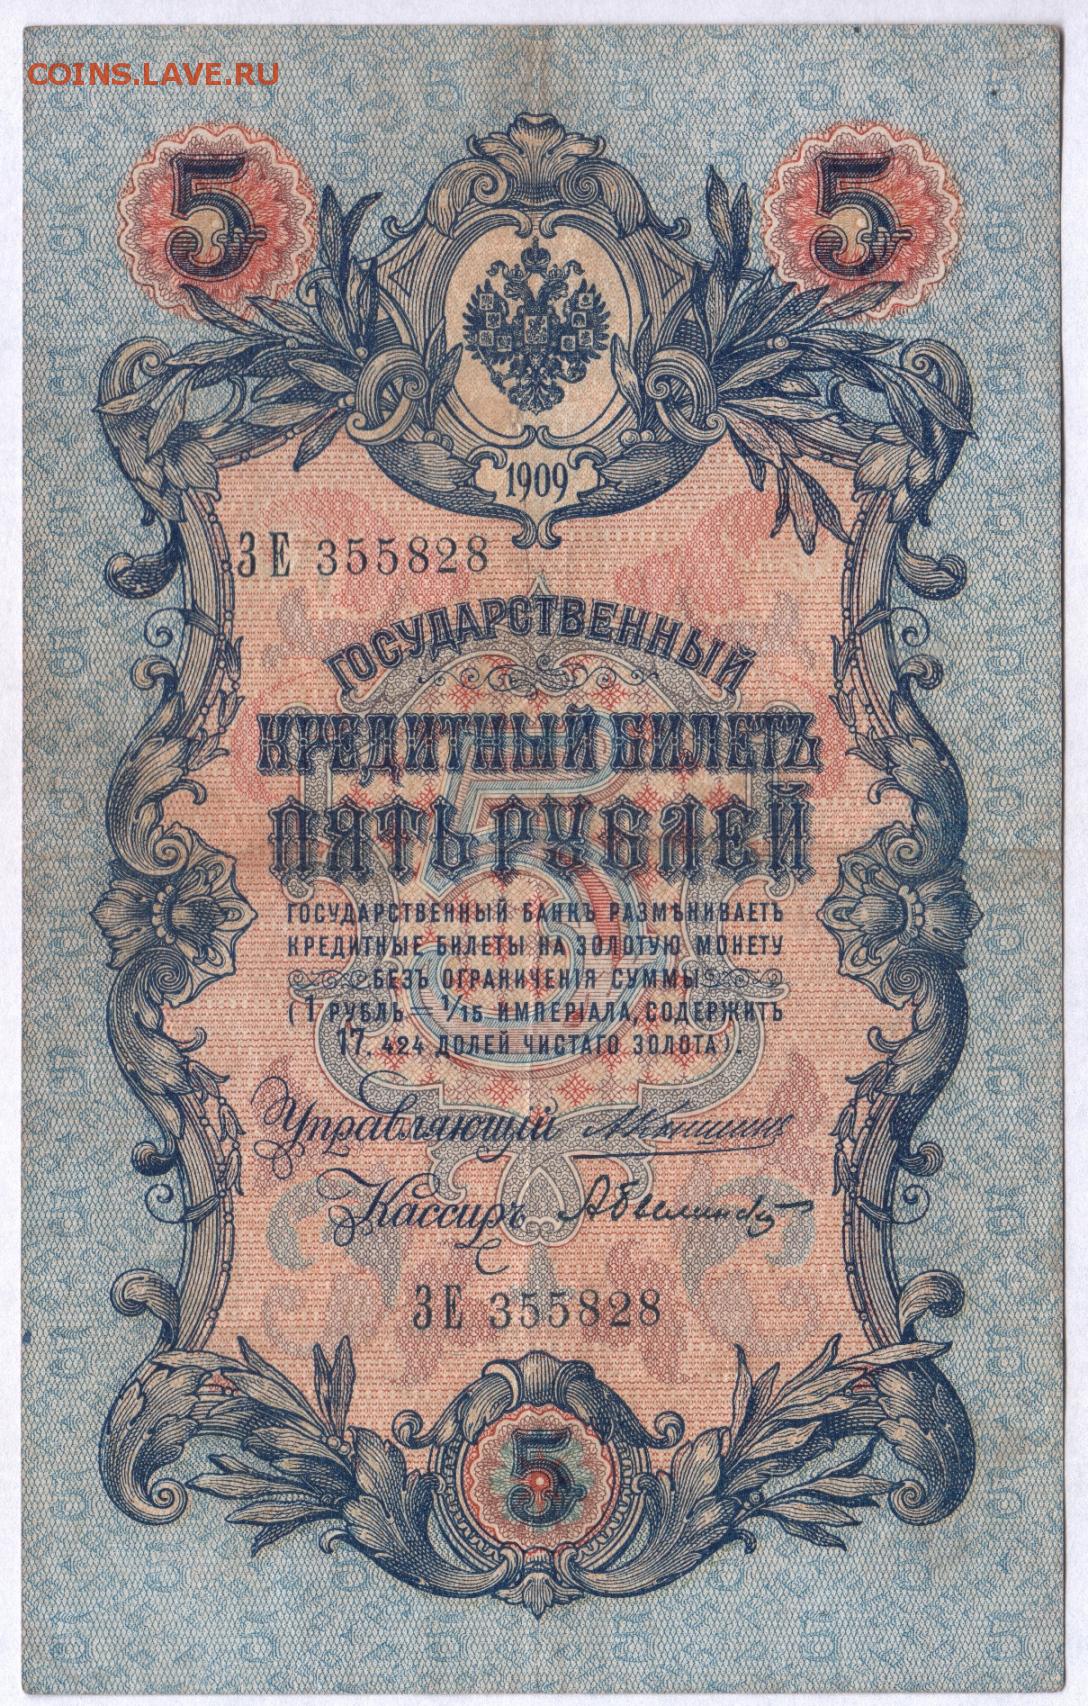 COINS.LAVE.RU
5 5
1909
ЗЕ 355828
ГОСУДАРСТВЕННЫЙ
КРЕДИТНЫЙ БИЛЕТЪ
ПЯТЬ РУБЛЕЙ
5
ГОСУДАРСТВЕННЫЙ БАНКЪ РАЗМѢНИВАЕТЪ
КРЕДИТНЫЕ БИЛЕТЫ НА ЗОЛОТУЮ МОНЕТУ
БЕЗЪ ОГРАНИЧЕНІЯ СУММЫ
(1 РУБЛЬ = 1/15 ИМПЕРІАЛА, СОДЕРЖИТЪ
17,424 ДОЛЕЙ ЧИСТАГО ЗОЛОТА).
Управляющій
Кассиръ
ЗЕ 355828
5